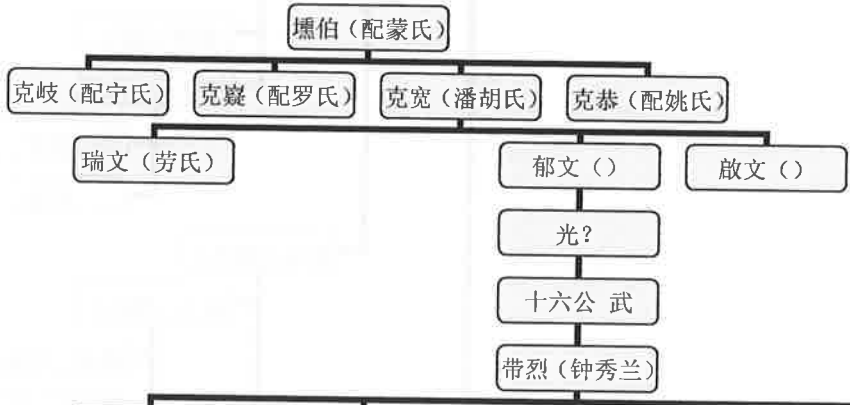 壎伯（配蒙氏）
克岐（配宁氏） 克嶷（配罗氏） 克宽（潘胡氏） 克恭（配姚氏）
瑞文（劳氏） 郁文（） 啟文（）
光？
十六公 武
带烈（钟秀兰）